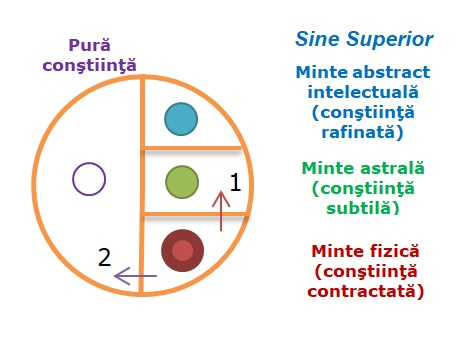 Pură
conştiinţă
Sine Superior
Minte abstract
intelectuală
(conştiinţă
rafinată)
Minte astrală
(conştiinţă
subtilă)
1
2
Minte fizică
(conştiinţă
contractată)